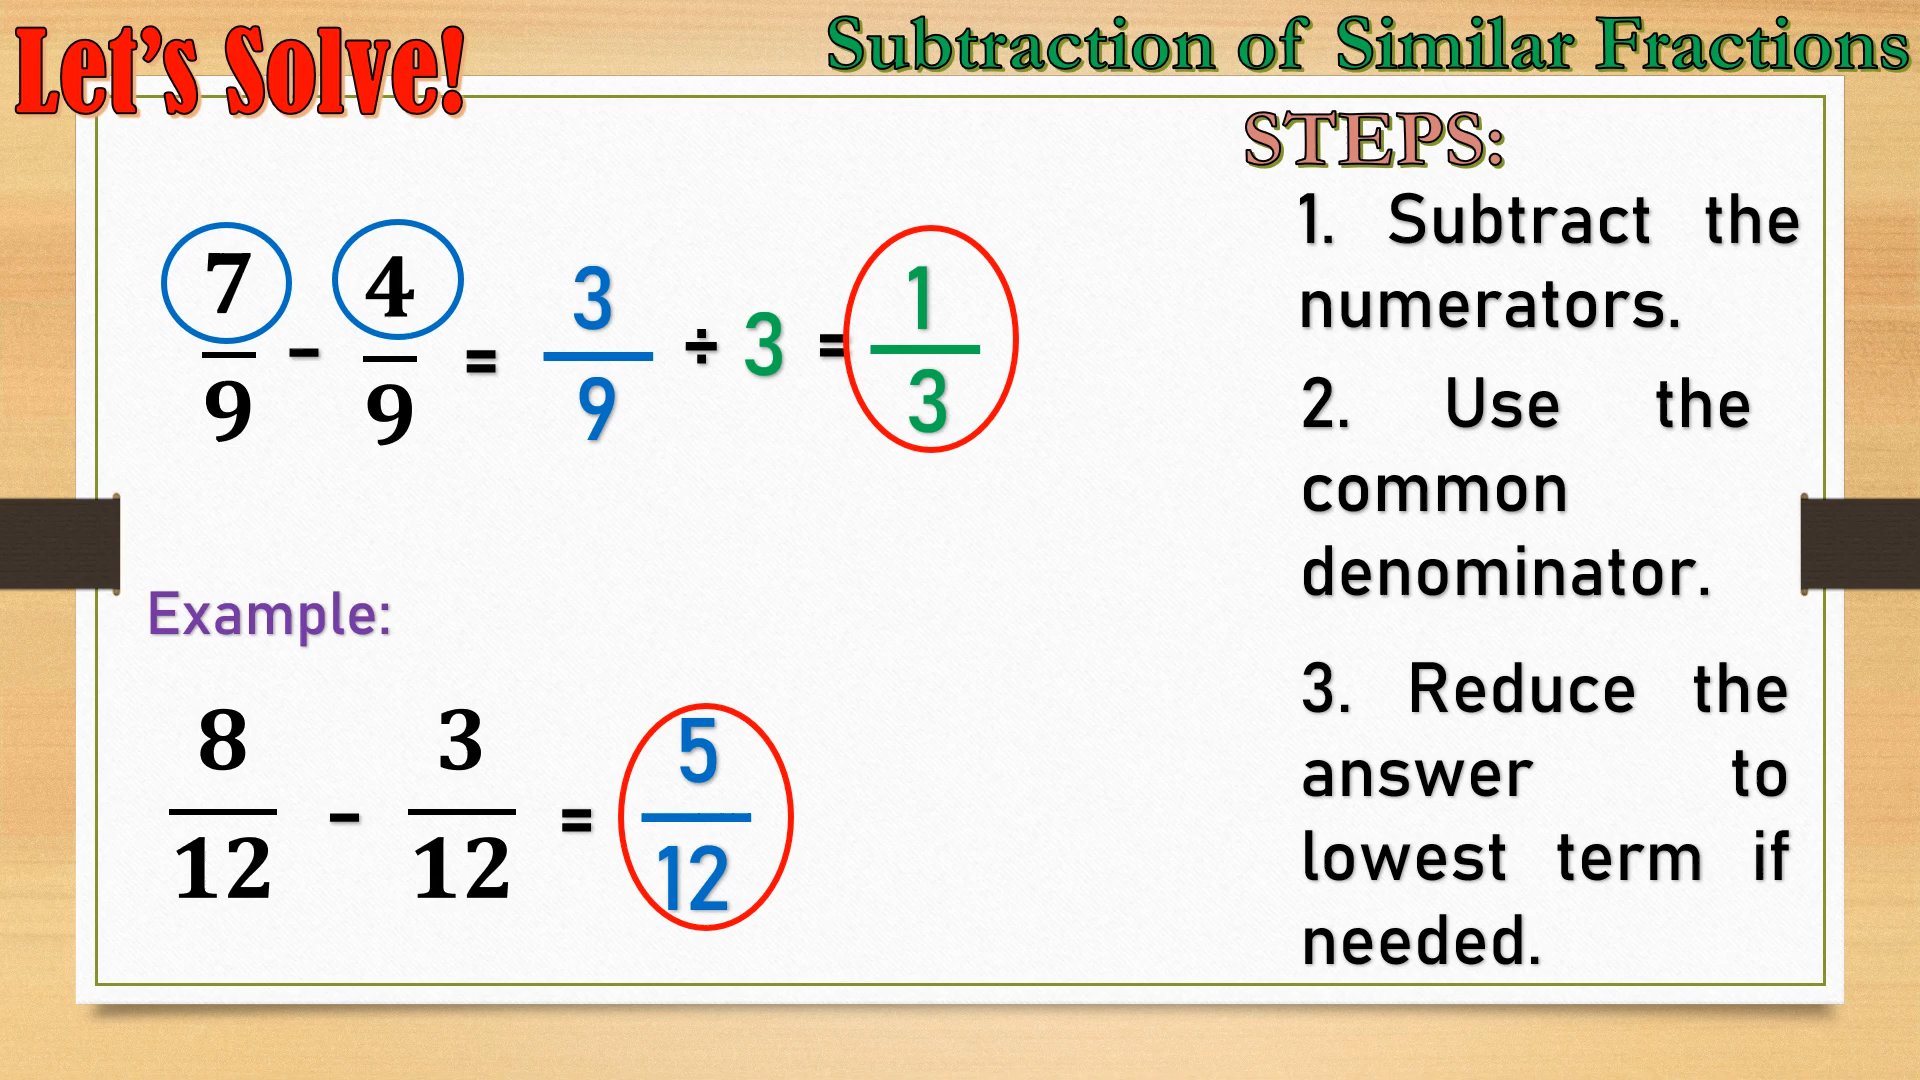 Let's Solve!
Subtraction of Similar Fractions
STEPS:
1. Subtract the
numerators.
2. Use the
common
denominator.
3. Reduce the
answer to
lowest term if
needed.
7/9 - 4/9 = 3/9 ÷ 3 = 1/3
Example:
8/12 - 3/12 = 5/12